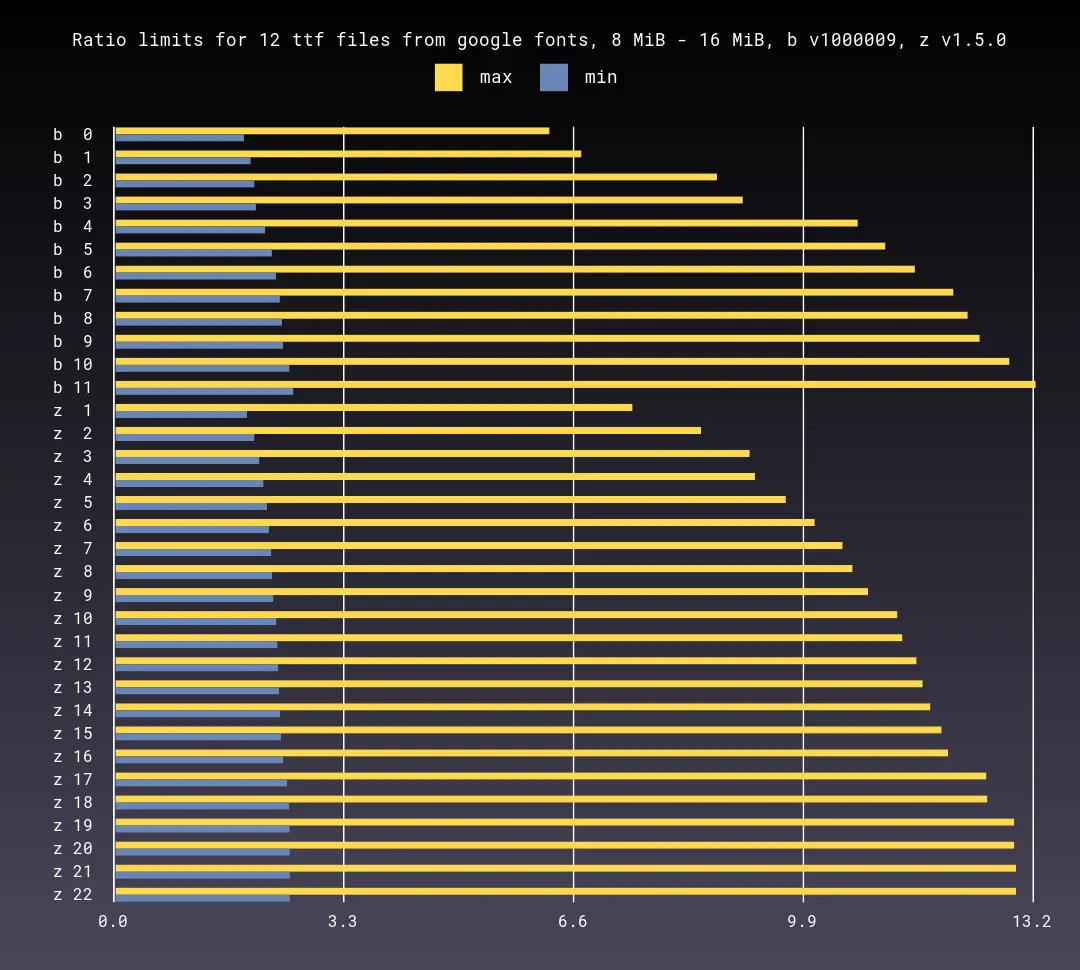 Ratio limits for 12 ttf files from google fonts, 8 MiB - 16 MiB, b v1000009, z v1.5.0
max min
b 0
b 1
b 2
b 3
b 4
b 5
b 6
b 7
b 8
b 9
b 10
b 11
z 1
z 2
z 3
z 4
z 5
z 6
z 7
z 8
z 9
z 10
z 11
z 12
z 13
z 14
z 15
z 16
z 17
z 18
z 19
z 20
z 21
z 22
0.0 3.3 6.6 9.9 13.2